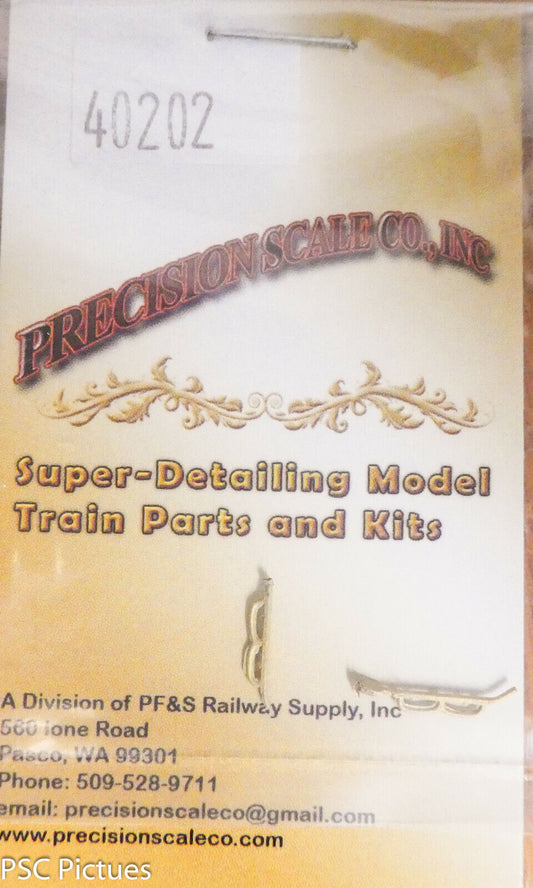 40202
PRECISION SCALE CO., INC
Super-Detailing Model
Train Parts and Kits
A Division of PF&S Railway Supply, Inc
560 Ione Road
Pasco, WA 99301
Phone: 509-528-9711
email: precisionscaleco@gmail.com
www.precisionscaleco.com
PSC Pictues